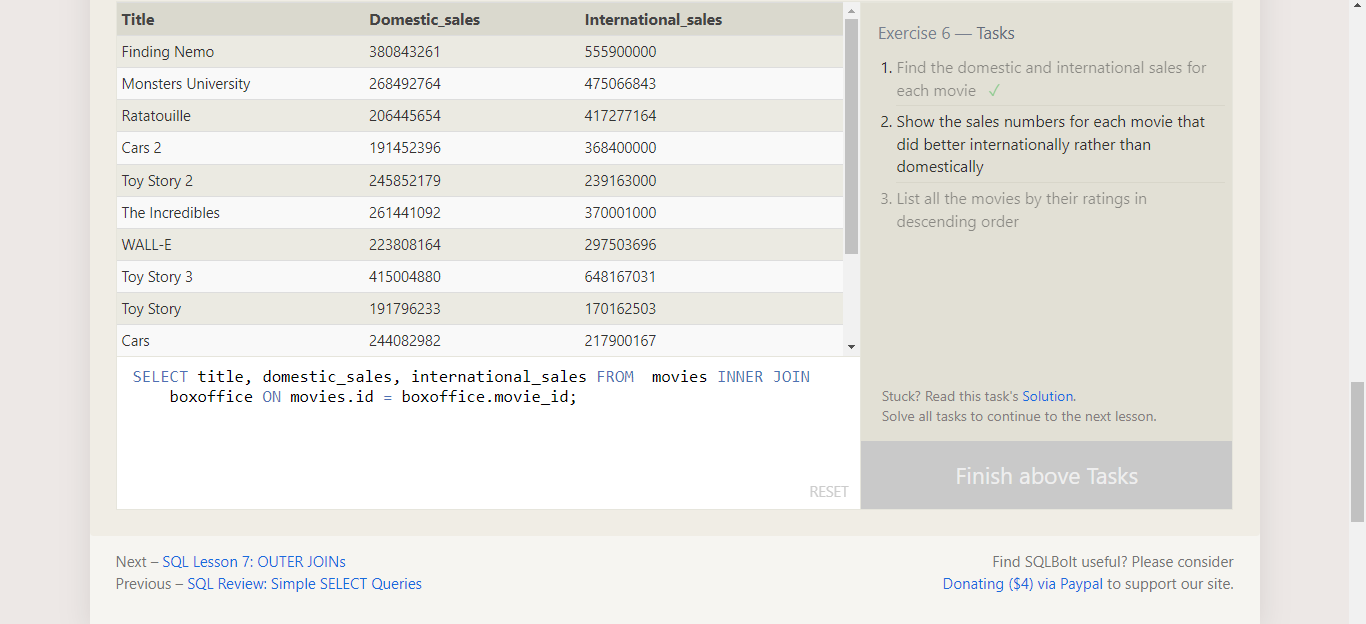 Title Domestic_sales International_sales
Finding Nemo 380843261 555900000
Monsters University 268492764 475066843
Ratatouille 206445654 417277164
Cars 2 191452396 368400000
Toy Story 2 245852179 239163000
The Incredibles 261441092 370001000
WALL-E 223808164 297503696
Toy Story 3 415004880 648167031
Toy Story 191796233 170162503
Cars 244082982 217900167
SELECT title, domestic_sales, international_sales FROM  movies INNER JOIN
boxoffice ON movies.id = boxoffice.movie_id;
RESET
Exercise 6 — Tasks
1. Find the domestic and international sales for
each movie ✓
2. Show the sales numbers for each movie that
did better internationally rather than
domestically
3. List all the movies by their ratings in
descending order
Stuck? Read this task's Solution.
Solve all tasks to continue to the next lesson.
Finish above Tasks
Next – SQL Lesson 7: OUTER JOINs
Previous – SQL Review: Simple SELECT Queries
Find SQLBolt useful? Please consider
Donating ($4) via Paypal to support our site.